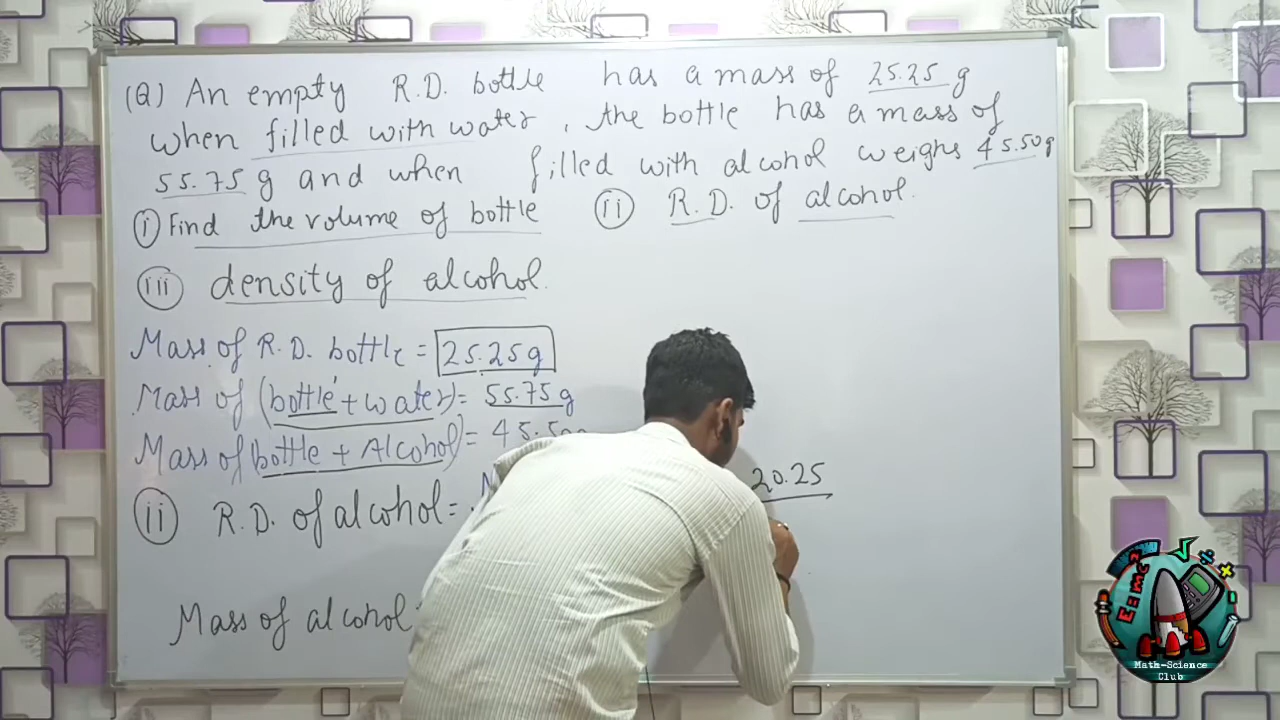 (Q) An empty R.D. bottle has a mass of 25.25 g
when filled with water, the bottle has a mass of
55.75 g and when filled with alcohol weighs 45.50g
(i) Find the volume of bottle (ii) R.D. of alcohol.
(iii) density of alcohol.
Mass of R.D. bottle = 25.25g
Mass of (bottle + water) = 55.75 g
Mass of (bottle + Alcohol) = 45.50g
20.25
(ii) R.D. of alcohol =
Mass of alcohol =
E=mc2
Math-Science
Club